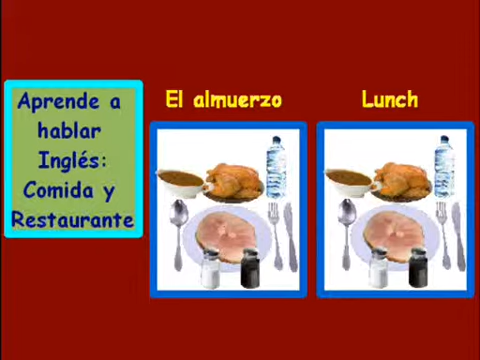 Aprende a
hablar
Inglés:
Comida y
Restaurante
El almuerzo
Lunch